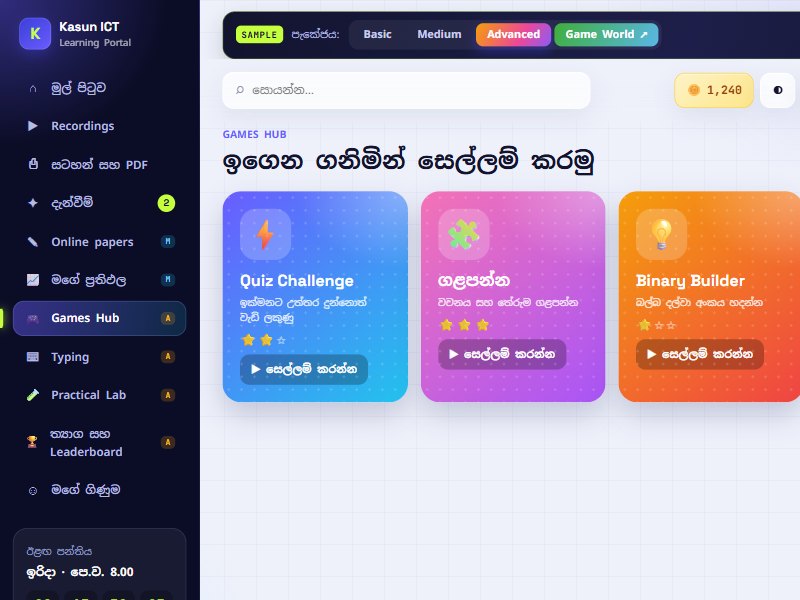 K
Kasun ICT
Learning Portal
මුල් පිටුව
Recordings
සටහන් සහ PDF
දැන්වීම් 2
Online papers M
මගේ ප්‍රතිඵල M
Games Hub A
Typing A
Practical Lab A
ත්‍යාග සහ
Leaderboard A
මගේ ගිණුම
ඊළඟ පන්තිය
ඉරිදා · පෙ.ව. 8.00
SAMPLE පැකේජය: Basic Medium Advanced Game World ↗
සොයන්න...
1,240
GAMES HUB
ඉගෙන ගනිමින් සෙල්ලම් කරමු
Quiz Challenge
ඉක්මනට උත්තර දුන්නොත්
වැඩි ලකුණු
▶ සෙල්ලම් කරන්න
ගළපන්න
වචනය සහ තේරුම ගළපන්න
▶ සෙල්ලම් කරන්න
Binary Builder
බල්බ දල්වා අංකය හදන්න
▶ සෙල්ලම් කරන්න